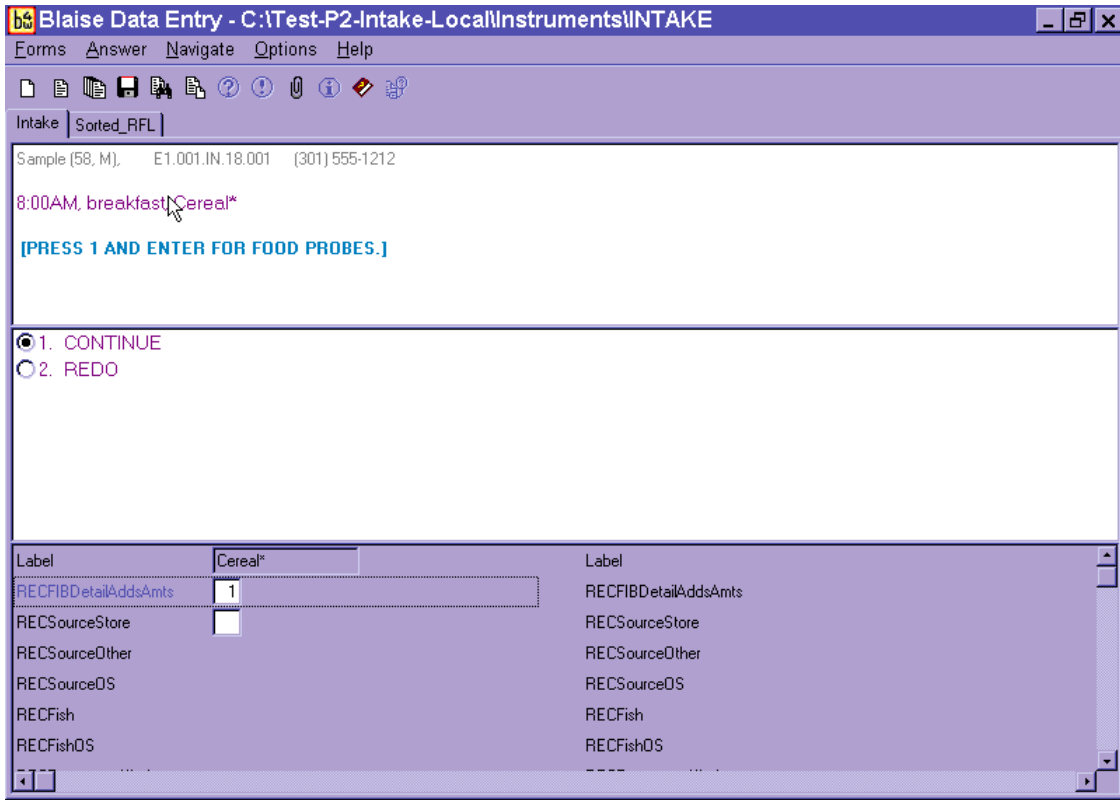 Blaise Data Entry - C:\Test-P2-Intake-Local\Instruments\INTAKE
Forms Answer Navigate Options Help
Intake Sorted_RFL
Sample (58, M), E1.001.IN.18.001 (301) 555-1212
8:00AM, breakfast, Cereal*
[PRESS 1 AND ENTER FOR FOOD PROBES.]
1. CONTINUE
2. REDO
Label Cereal* Label
RECFIBDetailAddsAmts 1 RECFIBDetailAddsAmts
RECSourceStore RECSourceStore
RECSourceOther RECSourceOther
RECSourceOS RECSourceOS
RECFish RECFish
RECFishOS RECFishOS